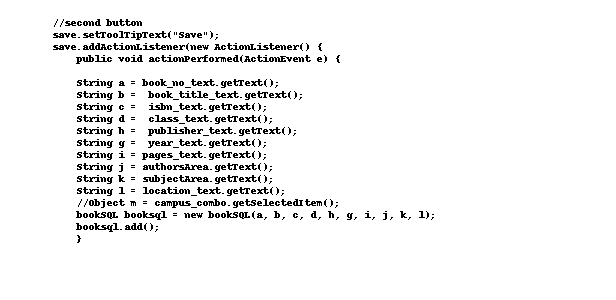 //second button
save.setToolTipText("Save");
save.addActionListener(new ActionListener() {
public void actionPerformed(ActionEvent e) {
String a = book_no_text.getText();
String b =  book_title_text.getText();
String c =  isbn_text.getText();
String d =  class_text.getText();
String h =  publisher_text.getText();
String g =  year_text.getText();
String i = pages_text.getText();
String j = authorsArea.getText();
String k = subjectArea.getText();
String l = location_text.getText();
//Object m = campus_combo.getSelectedItem();
bookSQL booksql = new bookSQL(a, b, c, d, h, g, i, j, k, l);
booksql.add();
}